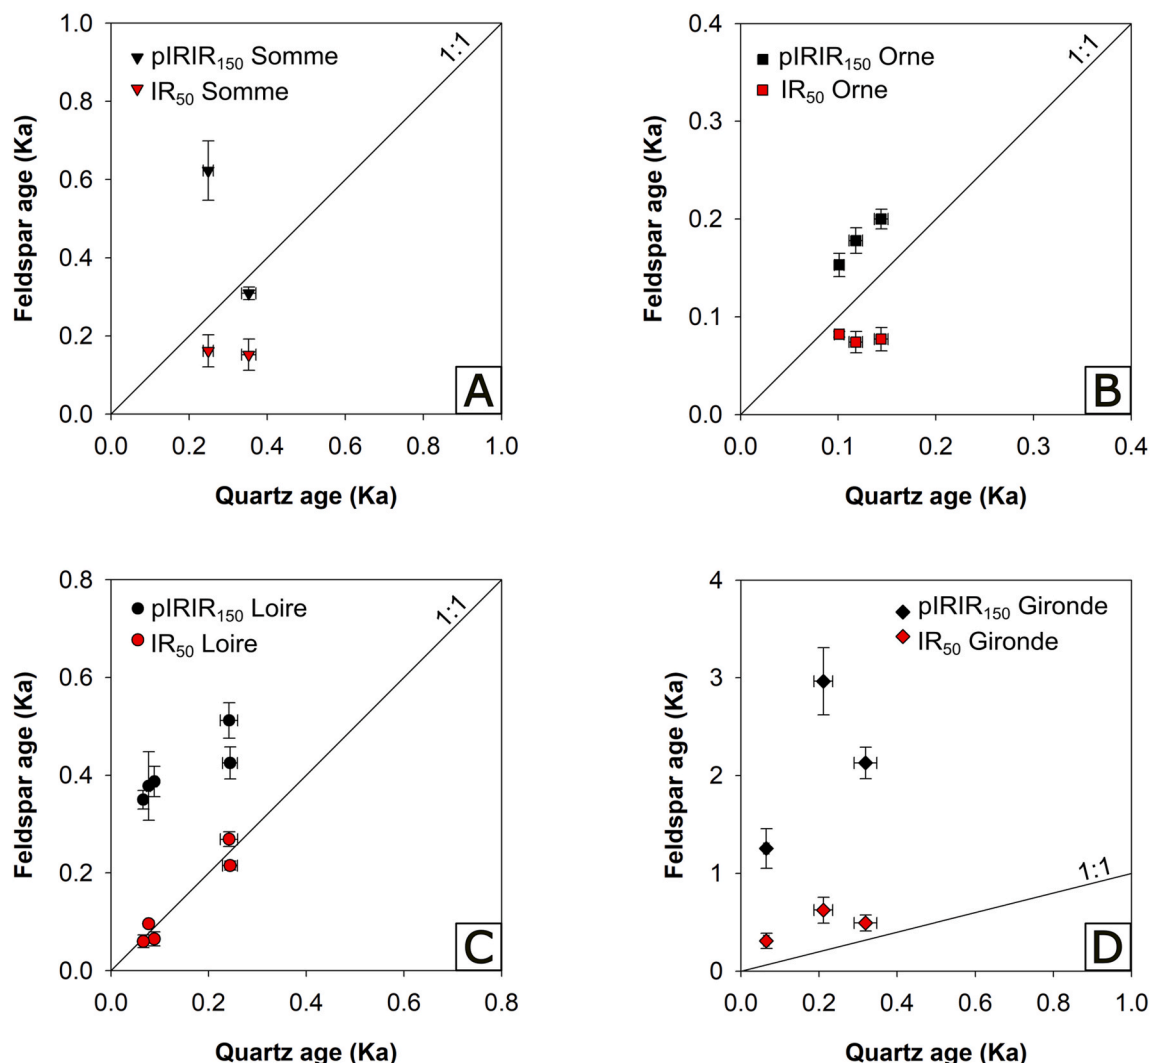 1.0
0.8
0.6
0.4
0.2
0.0
Feldspar age (Ka)
pIRIR₁₅₀ Somme
IR₅₀ Somme
1:1
A
0.0 0.2 0.4 0.6 0.8 1.0
Quartz age (Ka)
0.4
0.3
0.2
0.1
0.0
Feldspar age (Ka)
pIRIR₁₅₀ Orne
IR₅₀ Orne
1:1
B
0.0 0.1 0.2 0.3 0.4
Quartz age (Ka)
0.8
0.6
0.4
0.2
0.0
Feldspar age (Ka)
pIRIR₁₅₀ Loire
IR₅₀ Loire
1:1
C
0.0 0.2 0.4 0.6 0.8
Quartz age (Ka)
4
3
2
1
0
Feldspar age (Ka)
pIRIR₁₅₀ Gironde
IR₅₀ Gironde
1:1
D
0.0 0.2 0.4 0.6 0.8 1.0
Quartz age (Ka)